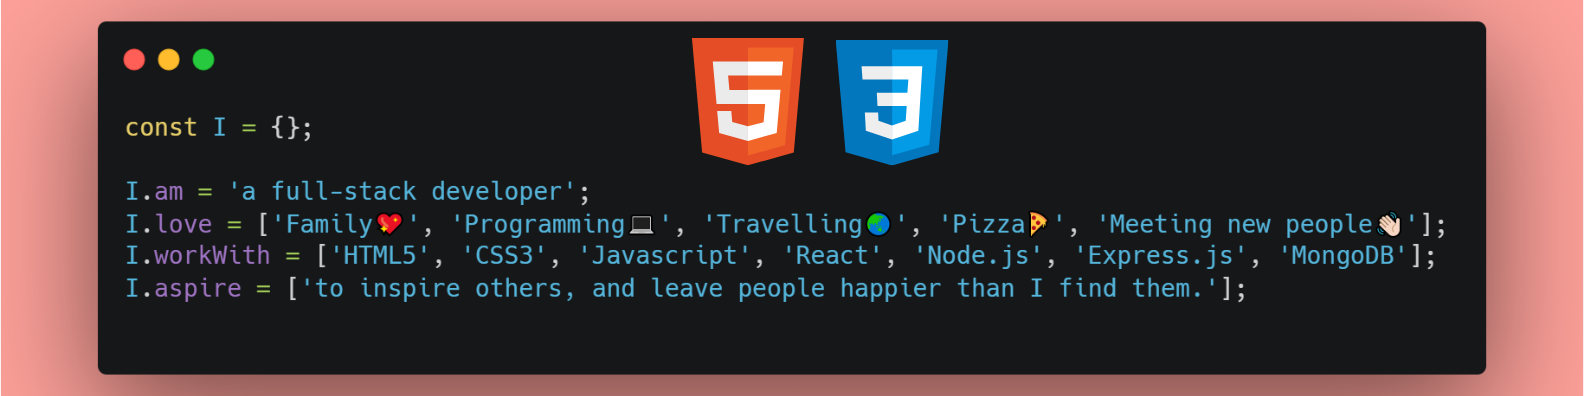 5 3
const I = {};
I.am = 'a full-stack developer';
I.love = ['Family💖', 'Programming💻', 'Travelling🌏', 'Pizza🍕', 'Meeting new people👋🏻'];
I.workWith = ['HTML5', 'CSS3', 'Javascript', 'React', 'Node.js', 'Express.js', 'MongoDB'];
I.aspire = ['to inspire others, and leave people happier than I find them.'];